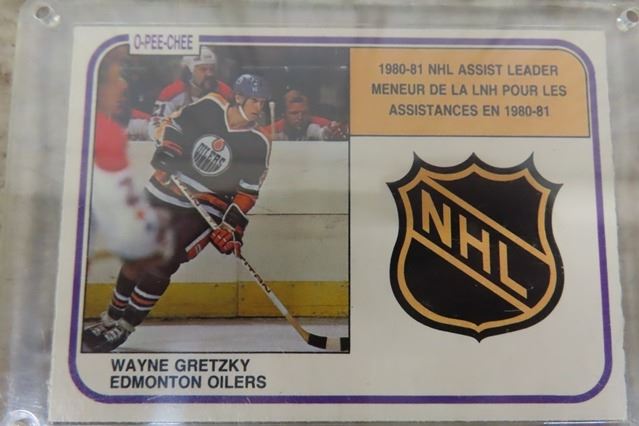 O-PEE-CHEE
1980-81 NHL ASSIST LEADER
MENEUR DE LA LNH POUR LES
ASSISTANCES EN 1980-81
OILERS
NHL
WAYNE GRETZKY
EDMONTON OILERS